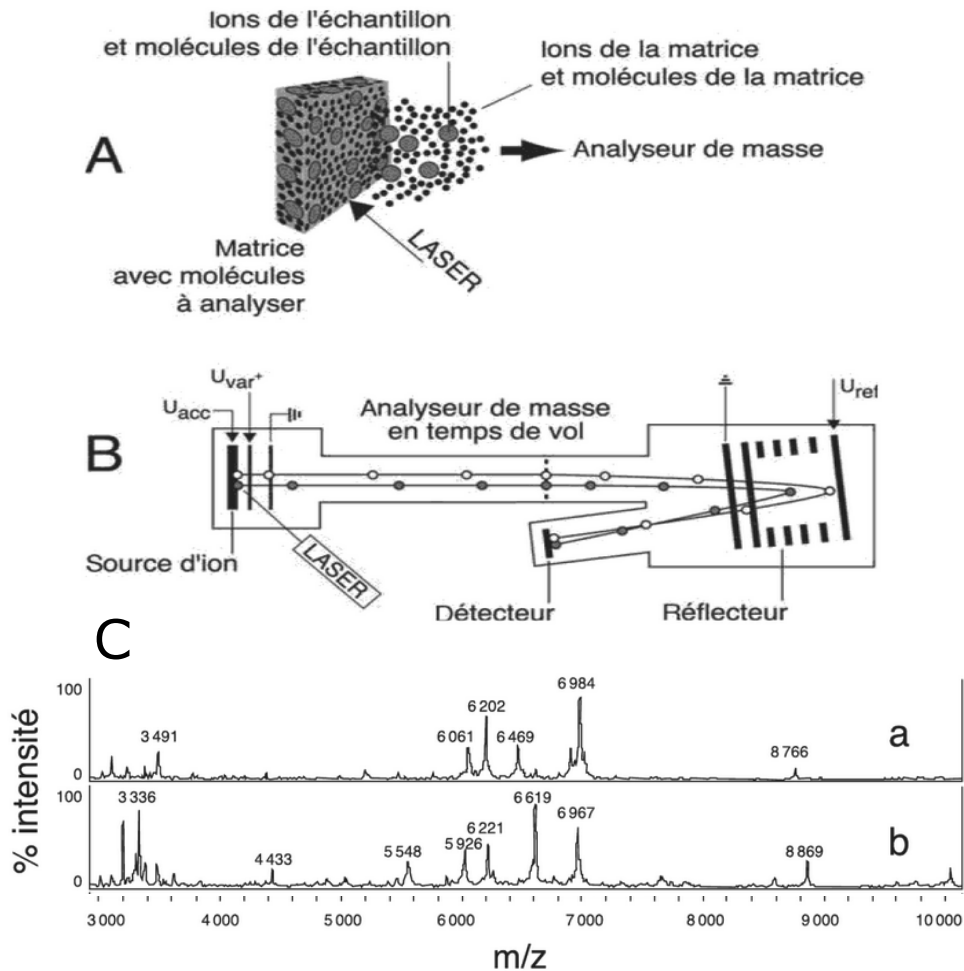 Ions de l'échantillon
et molécules de l'échantillon
Ions de la matrice
et molécules de la matrice
A
Analyseur de masse
LASER
Matrice
avec molécules
à analyser
Uvar+
Uacc
Analyseur de masse
en temps de vol
Uref
B
Source d'ion
LASER
Détecteur
Réflecteur
C
% intensité
100
0
3 491
6 061
6 202
6 469
6 984
8 766
a
100
0
3 336
4 433
5 548
5 926
6 221
6 619
6 967
8 869
b
3 000 4 000 5 000 6 000 7 000 8 000 9 000 10 000
m/z